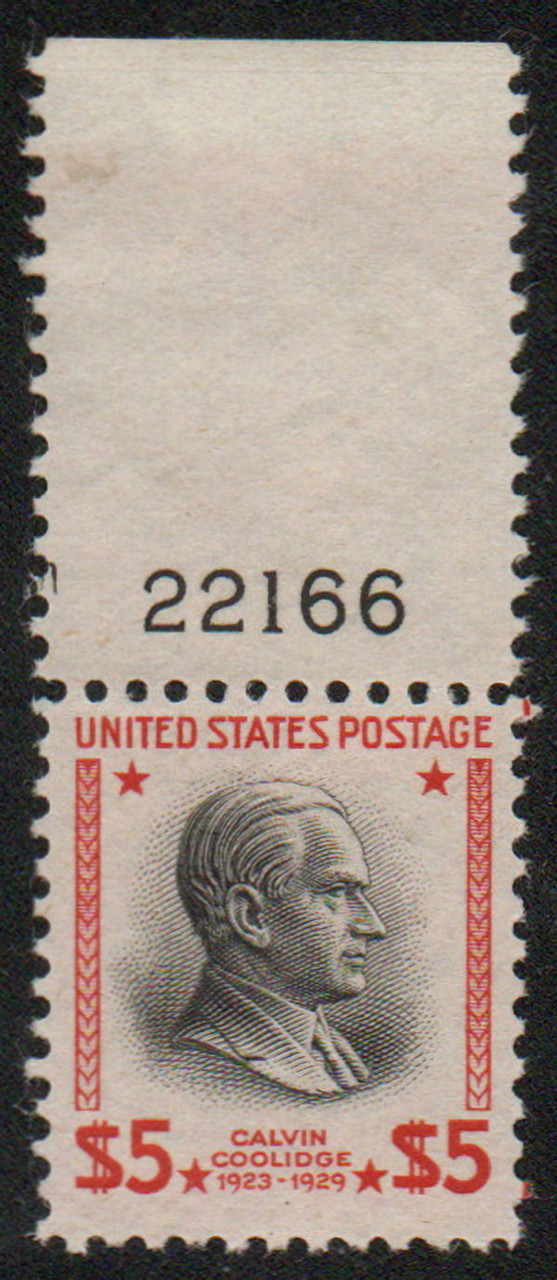 22166
UNITED STATES POSTAGE
$5 CALVIN COOLIDGE 1923-1929 $5